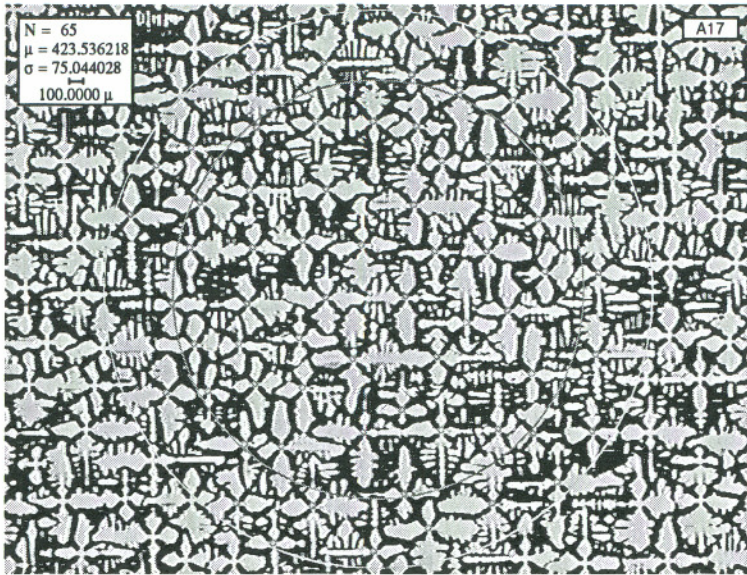 N = 65
μ = 423.536218
σ = 75.044028
100.0000 μ
A17